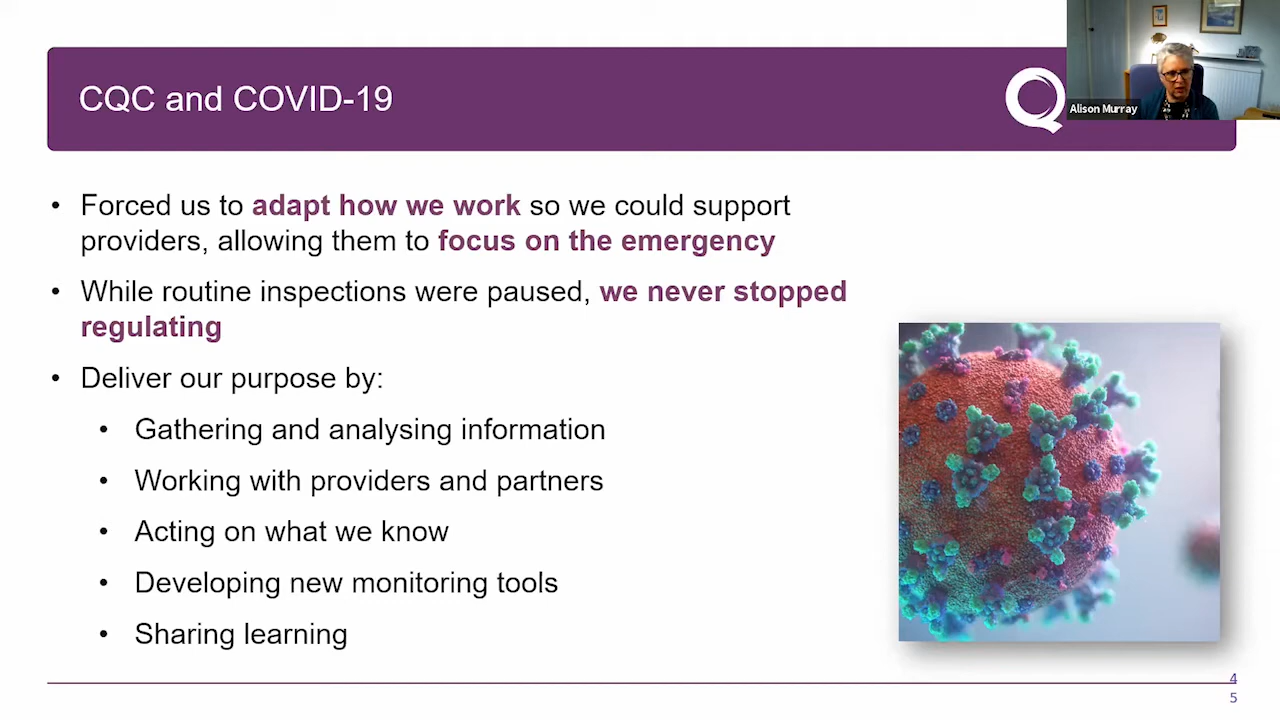 CQC and COVID-19
Alison Murray
• Forced us to adapt how we work so we could support
providers, allowing them to focus on the emergency
• While routine inspections were paused, we never stopped
regulating
• Deliver our purpose by:
• Gathering and analysing information
• Working with providers and partners
• Acting on what we know
• Developing new monitoring tools
• Sharing learning
4
5